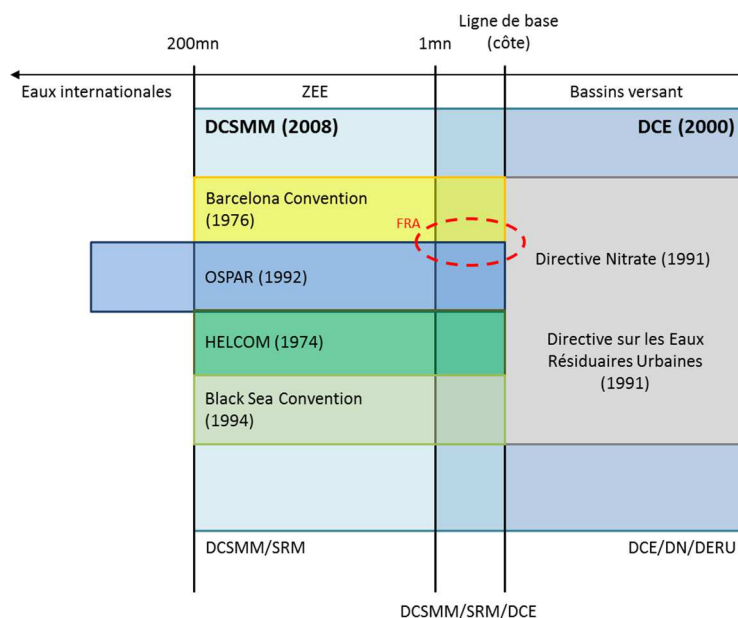 Ligne de base
(côte)
200mn
1mn
Eaux internationales
ZEE
Bassins versant
DCSMM (2008)
DCE (2000)
Barcelona Convention
(1976)
FRA
OSPAR (1992)
Directive Nitrate (1991)
HELCOM (1974)
Directive sur les Eaux
Résiduaires Urbaines
(1991)
Black Sea Convention
(1994)
DCSMM/SRM
DCE/DN/DERU
DCSMM/SRM/DCE